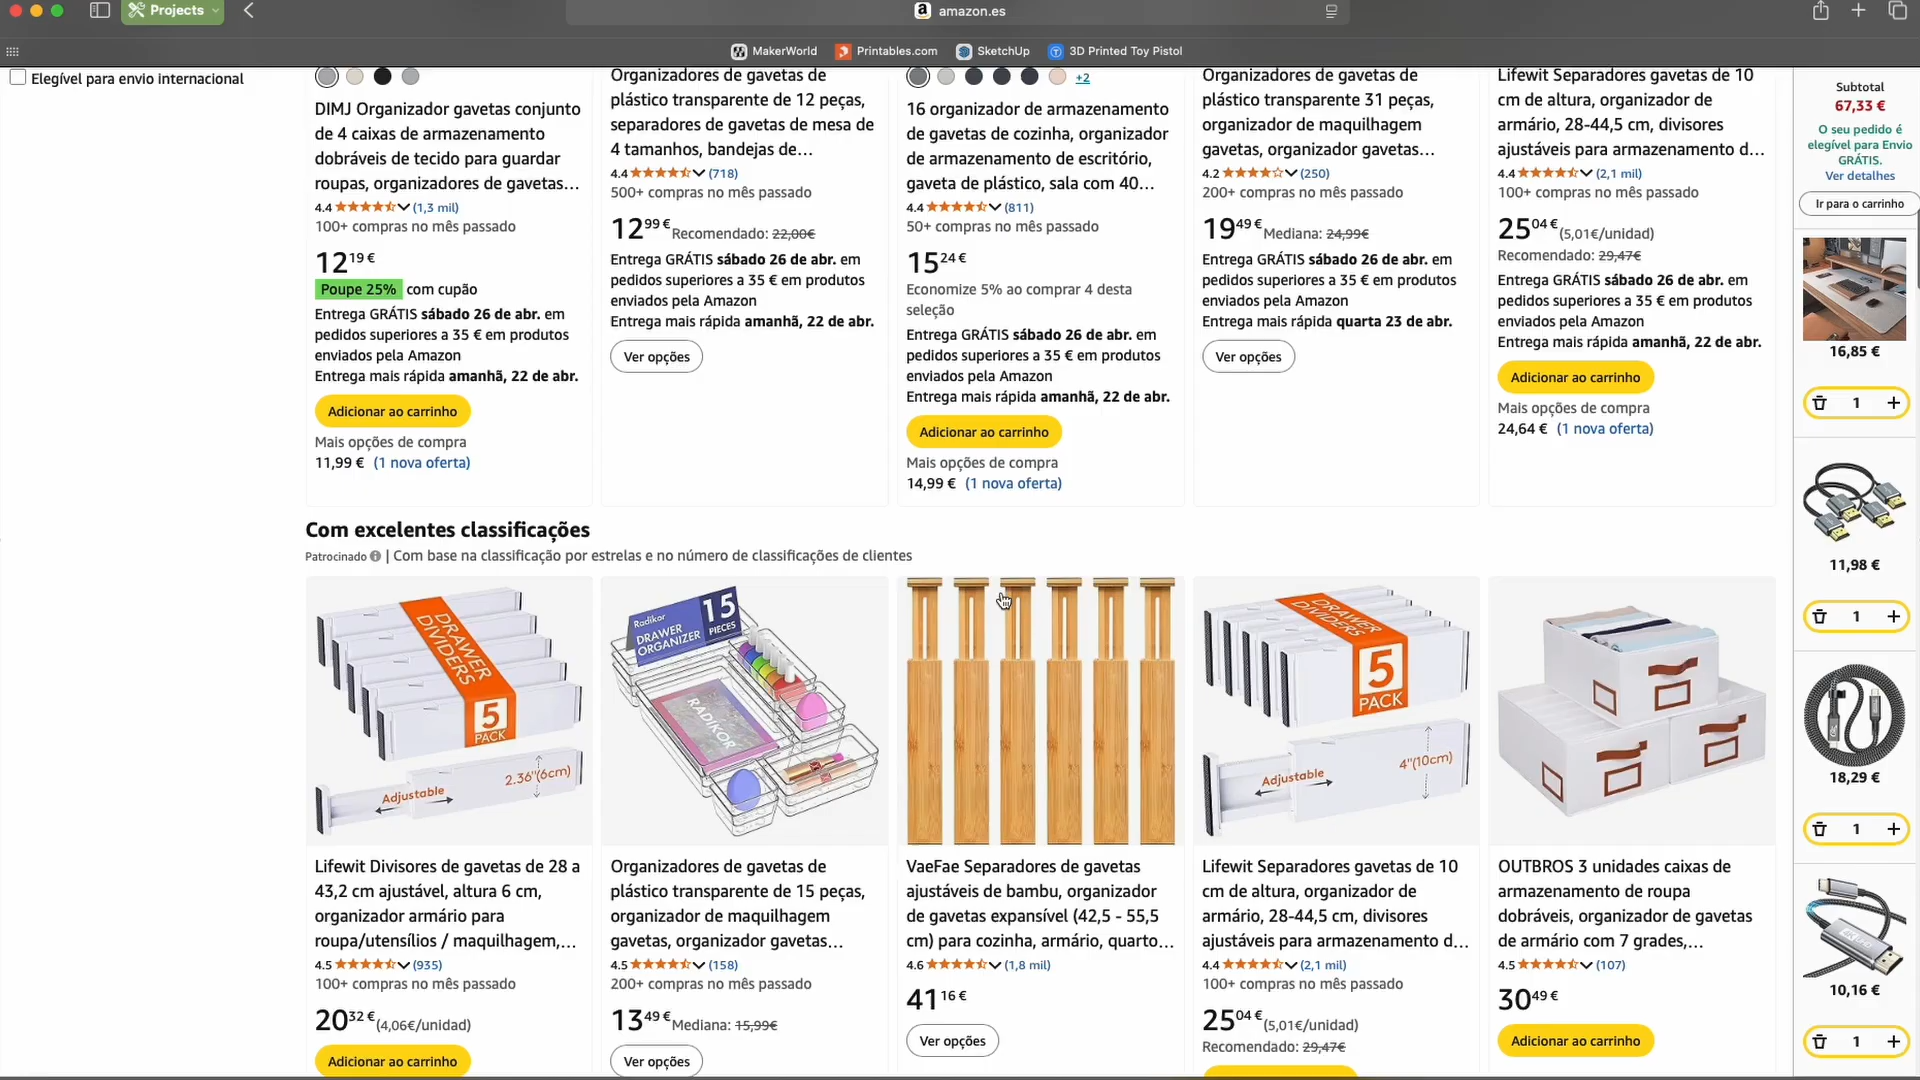 Projects
amazon.es
MakerWorld
Printables.com
SketchUp
3D Printed Toy Pistol
Elegível para envio internacional
DIMJ Organizador gavetas conjunto
de 4 caixas de armazenamento
dobráveis de tecido para guardar
roupas, organizadores de gavetas…
4.4 (1,3 mil)
100+ compras no mês passado
12 19 €
Poupe 25% com cupão
Entrega GRÁTIS sábado 26 de abr. em
pedidos superiores a 35 € em produtos
enviados pela Amazon
Entrega mais rápida amanhã, 22 de abr.
Adicionar ao carrinho
Mais opções de compra
11,99 € (1 nova oferta)
Organizadores de gavetas de
plástico transparente de 12 peças,
separadores de gavetas de mesa de
4 tamanhos, bandejas de…
4.4 (718)
500+ compras no mês passado
12 99 € Recomendado: 22,00€
Entrega GRÁTIS sábado 26 de abr. em
pedidos superiores a 35 € em produtos
enviados pela Amazon
Entrega mais rápida amanhã, 22 de abr.
Ver opções
+2
16 organizador de armazenamento
de gavetas de cozinha, organizador
de armazenamento de escritório,
gaveta de plástico, sala com 40…
4.4 (811)
50+ compras no mês passado
15 24 €
Economize 5% ao comprar 4 desta
seleção
Entrega GRÁTIS sábado 26 de abr. em
pedidos superiores a 35 € em produtos
enviados pela Amazon
Entrega mais rápida amanhã, 22 de abr.
Adicionar ao carrinho
Mais opções de compra
14,99 € (1 nova oferta)
Organizadores de gavetas de
plástico transparente 31 peças,
organizador de maquilhagem
gavetas, organizador gavetas…
4.2 (250)
200+ compras no mês passado
19 49 € Mediana: 24,99€
Entrega GRÁTIS sábado 26 de abr. em
pedidos superiores a 35 € em produtos
enviados pela Amazon
Entrega mais rápida quarta 23 de abr.
Ver opções
Lifewit Separadores gavetas de 10
cm de altura, organizador de
armário, 28-44,5 cm, divisores
ajustáveis para armazenamento d…
4.4 (2,1 mil)
100+ compras no mês passado
25 04 € (5,01€/unidad)
Recomendado: 29,47€
Entrega GRÁTIS sábado 26 de abr. em
pedidos superiores a 35 € em produtos
enviados pela Amazon
Entrega mais rápida amanhã, 22 de abr.
Adicionar ao carrinho
Mais opções de compra
24,64 € (1 nova oferta)
Com excelentes classificações
Patrocinado | Com base na classificação por estrelas e no número de classificações de clientes
DRAWER
DIVIDERS
5
PACK
2.36"(6cm)
Adjustable
Lifewit Divisores de gavetas de 28 a
43,2 cm ajustável, altura 6 cm,
organizador armário para
roupa/utensílios / maquilhagem,…
4.5 (935)
100+ compras no mês passado
20 32 € (4,06€/unidad)
Adicionar ao carrinho
Radikor
DRAWER
ORGANIZER
15
PIECES
RADIKOR
Organizadores de gavetas de
plástico transparente de 15 peças,
organizador de maquilhagem
gavetas, organizador gavetas…
4.5 (158)
200+ compras no mês passado
13 49 € Mediana: 15,99€
Ver opções
VaeFae Separadores de gavetas
ajustáveis de bambu, organizador
de gavetas expansível (42,5 - 55,5
cm) para cozinha, armário, quarto…
4.6 (1,8 mil)
41 16 €
Ver opções
DRAWER
DIVIDERS
5
PACK
4"(10cm)
Adjustable
Lifewit Separadores gavetas de 10
cm de altura, organizador de
armário, 28-44,5 cm, divisores
ajustáveis para armazenamento d…
4.4 (2,1 mil)
100+ compras no mês passado
25 04 € (5,01€/unidad)
Recomendado: 29,47€
OUTBROS 3 unidades caixas de
armazenamento de roupa
dobráveis, organizador de gavetas
de armário com 7 grades,…
4.5 (107)
30 49 €
Adicionar ao carrinho
Subtotal
67,33 €
O seu pedido é
elegível para Envio
GRÁTIS.
Ver detalhes
Ir para o carrinho
16,85 €
1
11,98 €
1
18,29 €
1
10,16 €
1